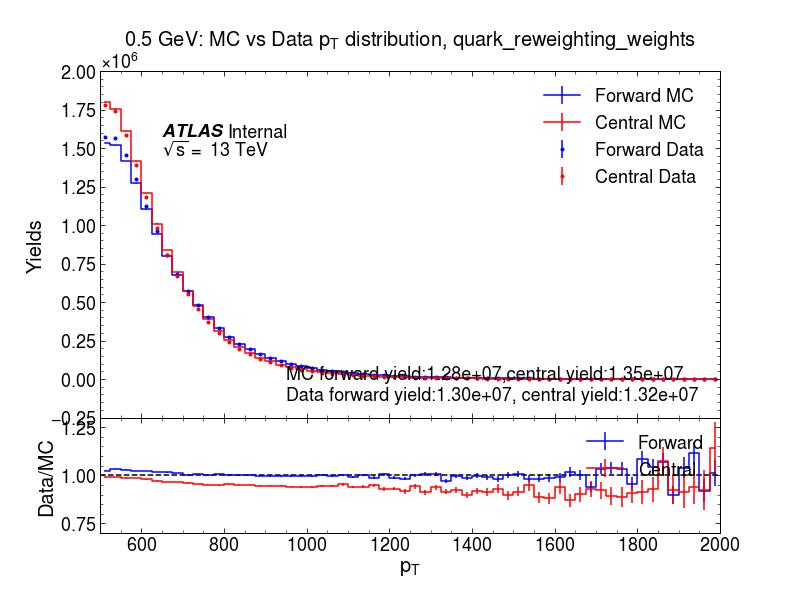 0.5 GeV: MC vs Data pT distribution, quark_reweighting_weights
×10⁶
2.00
1.75
1.50
1.25
1.00
0.75
0.50
0.25
0.00
−0.25
Yields
ATLAS Internal
√s = 13 TeV
Forward MC
Central MC
Forward Data
Central Data
MC forward yield:1.28e+07,central yield:1.35e+07
Data forward yield:1.30e+07, central yield:1.32e+07
1.25
1.00
0.75
Data/MC
Forward
Central
600 800 1000 1200 1400 1600 1800 2000
pT